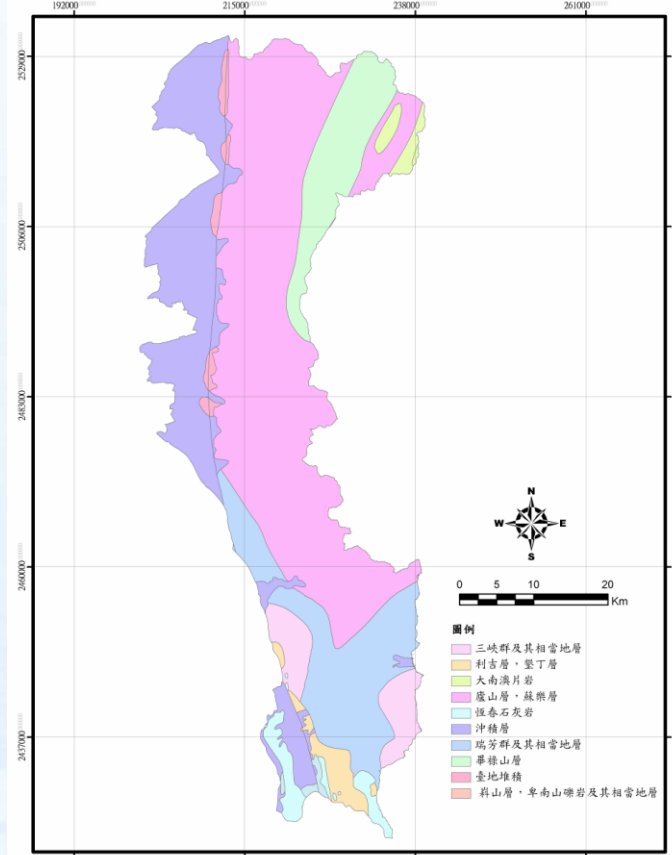 192000 215000 238000 261000
2529000
2506000
2483000
2460000
2437000
N
W E
S
0 5 10 20
Km
圖例
三峽群及其相當地層
利吉層，墾丁層
大南澳片岩
廬山層，蘇樂層
恆春石灰岩
沖積層
瑞芳群及其相當地層
畢祿山層
臺地堆積
嵙山層，卑南山礫岩及其相當地層